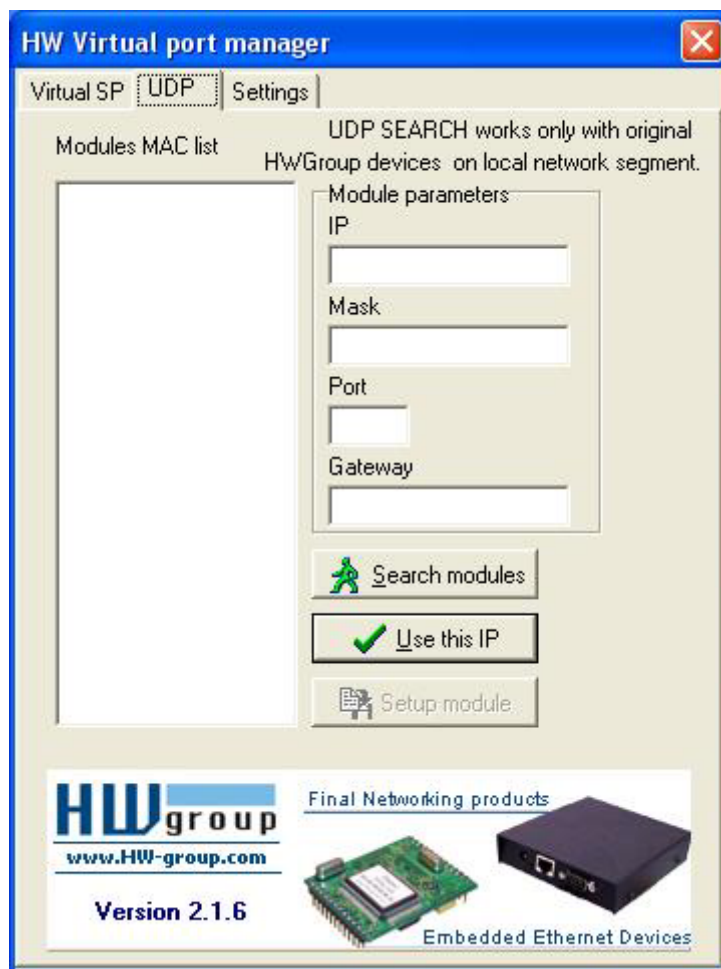 HW Virtual port manager
Virtual SP
UDP
Settings
Modules MAC list
UDP SEARCH works only with original
HWGroup devices on local network segment.
Module parameters
IP
Mask
Port
Gateway
Search modules
Use this IP
Setup module
HWgroup
www.HW-group.com
Version 2.1.6
Final Networking products
Embedded Ethernet Devices